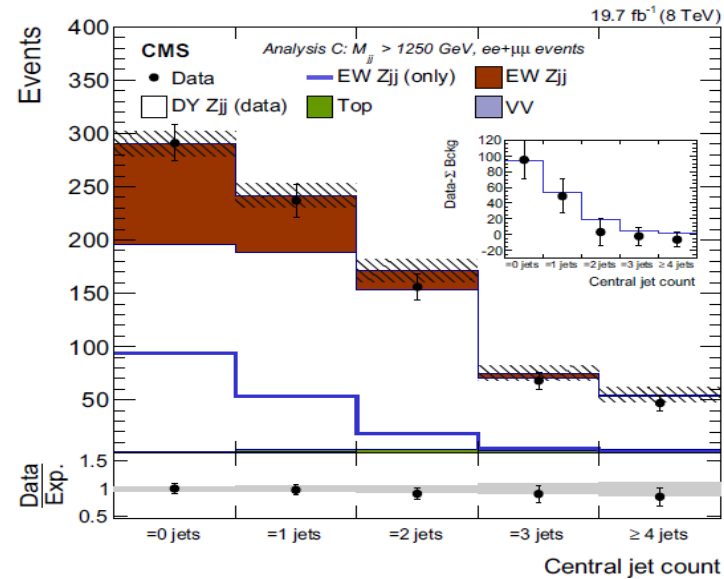 19.7 fb⁻¹ (8 TeV)
400
CMS
Analysis C: M_jj > 1250 GeV, ee+μμ events
Data
EW Zjj (only)
EW Zjj
DY Zjj (data)
Top
VV
Events
350
300
250
200
150
100
50
Data-Σ Bckg
120
100
80
60
40
20
0
-20
=0 jets =1 jets =2 jets =3 jets ≥ 4 jets
Central jet count
Data
Exp.
1.5
1
0.5
=0 jets =1 jets =2 jets =3 jets ≥ 4 jets
Central jet count